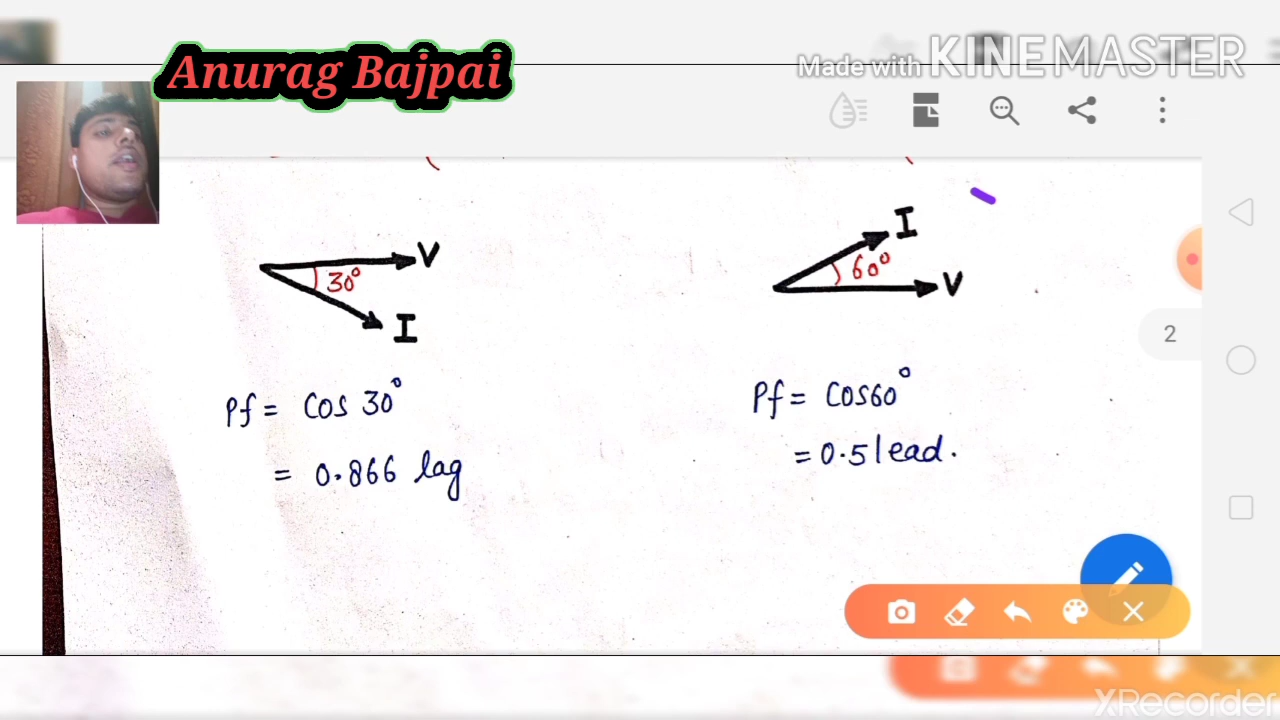 Anurag Bajpai
Made with KINEMASTER
V
30°
I
Pf = Cos 30°
= 0.866 lag
I
60°
V
Pf = Cos60°
= 0.5 lead.
2
XRecorder